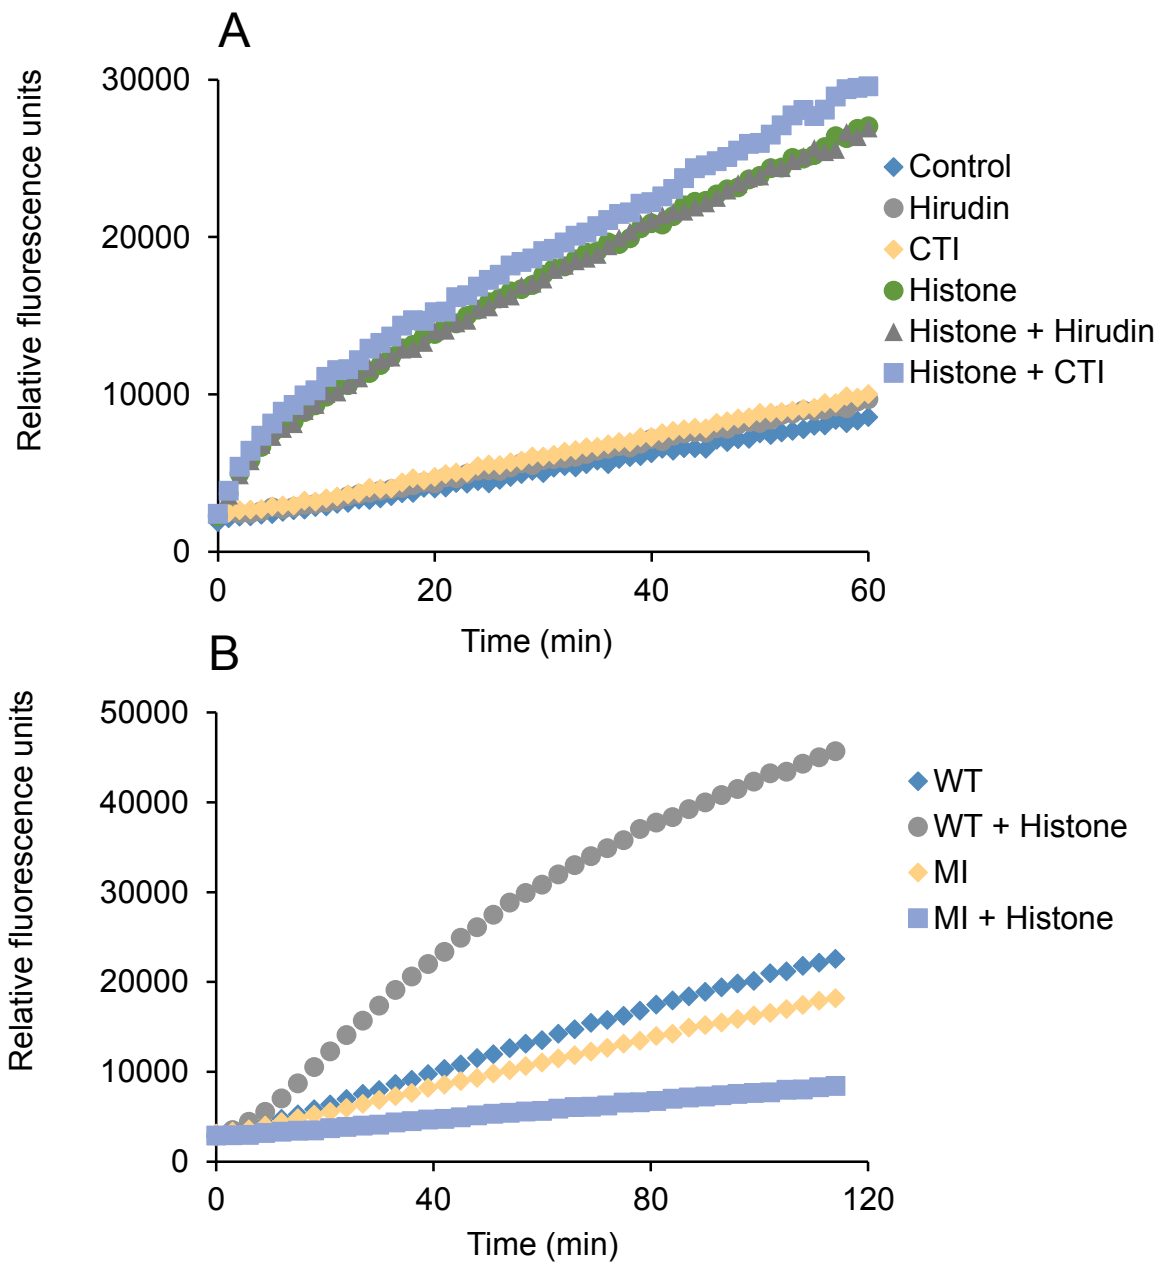 A
Relative fluorescence units
30000
20000
10000
0
0 20 40 60
Time (min)
Control
Hirudin
CTI
Histone
Histone + Hirudin
Histone + CTI
B
Relative fluorescence units
50000
40000
30000
20000
10000
0
0 40 80 120
Time (min)
WT
WT + Histone
MI
MI + Histone